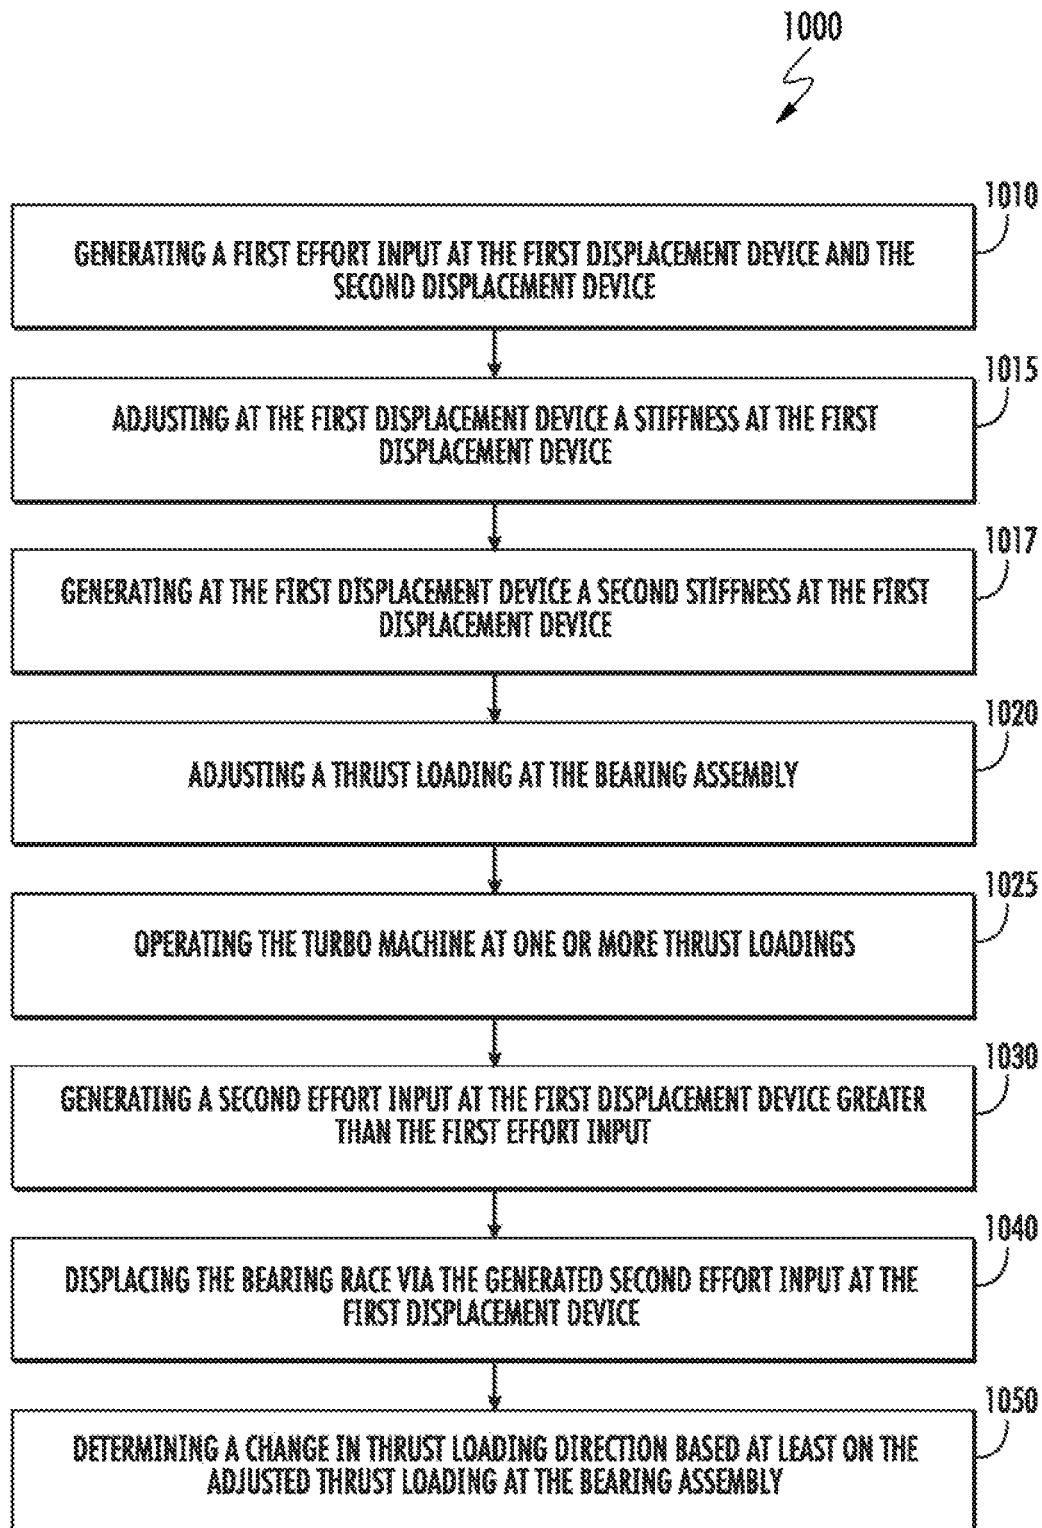 1000
1010
GENERATING A FIRST EFFORT INPUT AT THE FIRST DISPLACEMENT DEVICE AND THE
SECOND DISPLACEMENT DEVICE
1015
ADJUSTING AT THE FIRST DISPLACEMENT DEVICE A STIFFNESS AT THE FIRST
DISPLACEMENT DEVICE
1017
GENERATING AT THE FIRST DISPLACEMENT DEVICE A SECOND STIFFNESS AT THE FIRST
DISPLACEMENT DEVICE
1020
ADJUSTING A THRUST LOADING AT THE BEARING ASSEMBLY
1025
OPERATING THE TURBO MACHINE AT ONE OR MORE THRUST LOADINGS
1030
GENERATING A SECOND EFFORT INPUT AT THE FIRST DISPLACEMENT DEVICE GREATER
THAN THE FIRST EFFORT INPUT
1040
DISPLACING THE BEARING RACE VIA THE GENERATED SECOND EFFORT INPUT AT THE
FIRST DISPLACEMENT DEVICE
1050
DETERMINING A CHANGE IN THRUST LOADING DIRECTION BASED AT LEAST ON THE
ADJUSTED THRUST LOADING AT THE BEARING ASSEMBLY